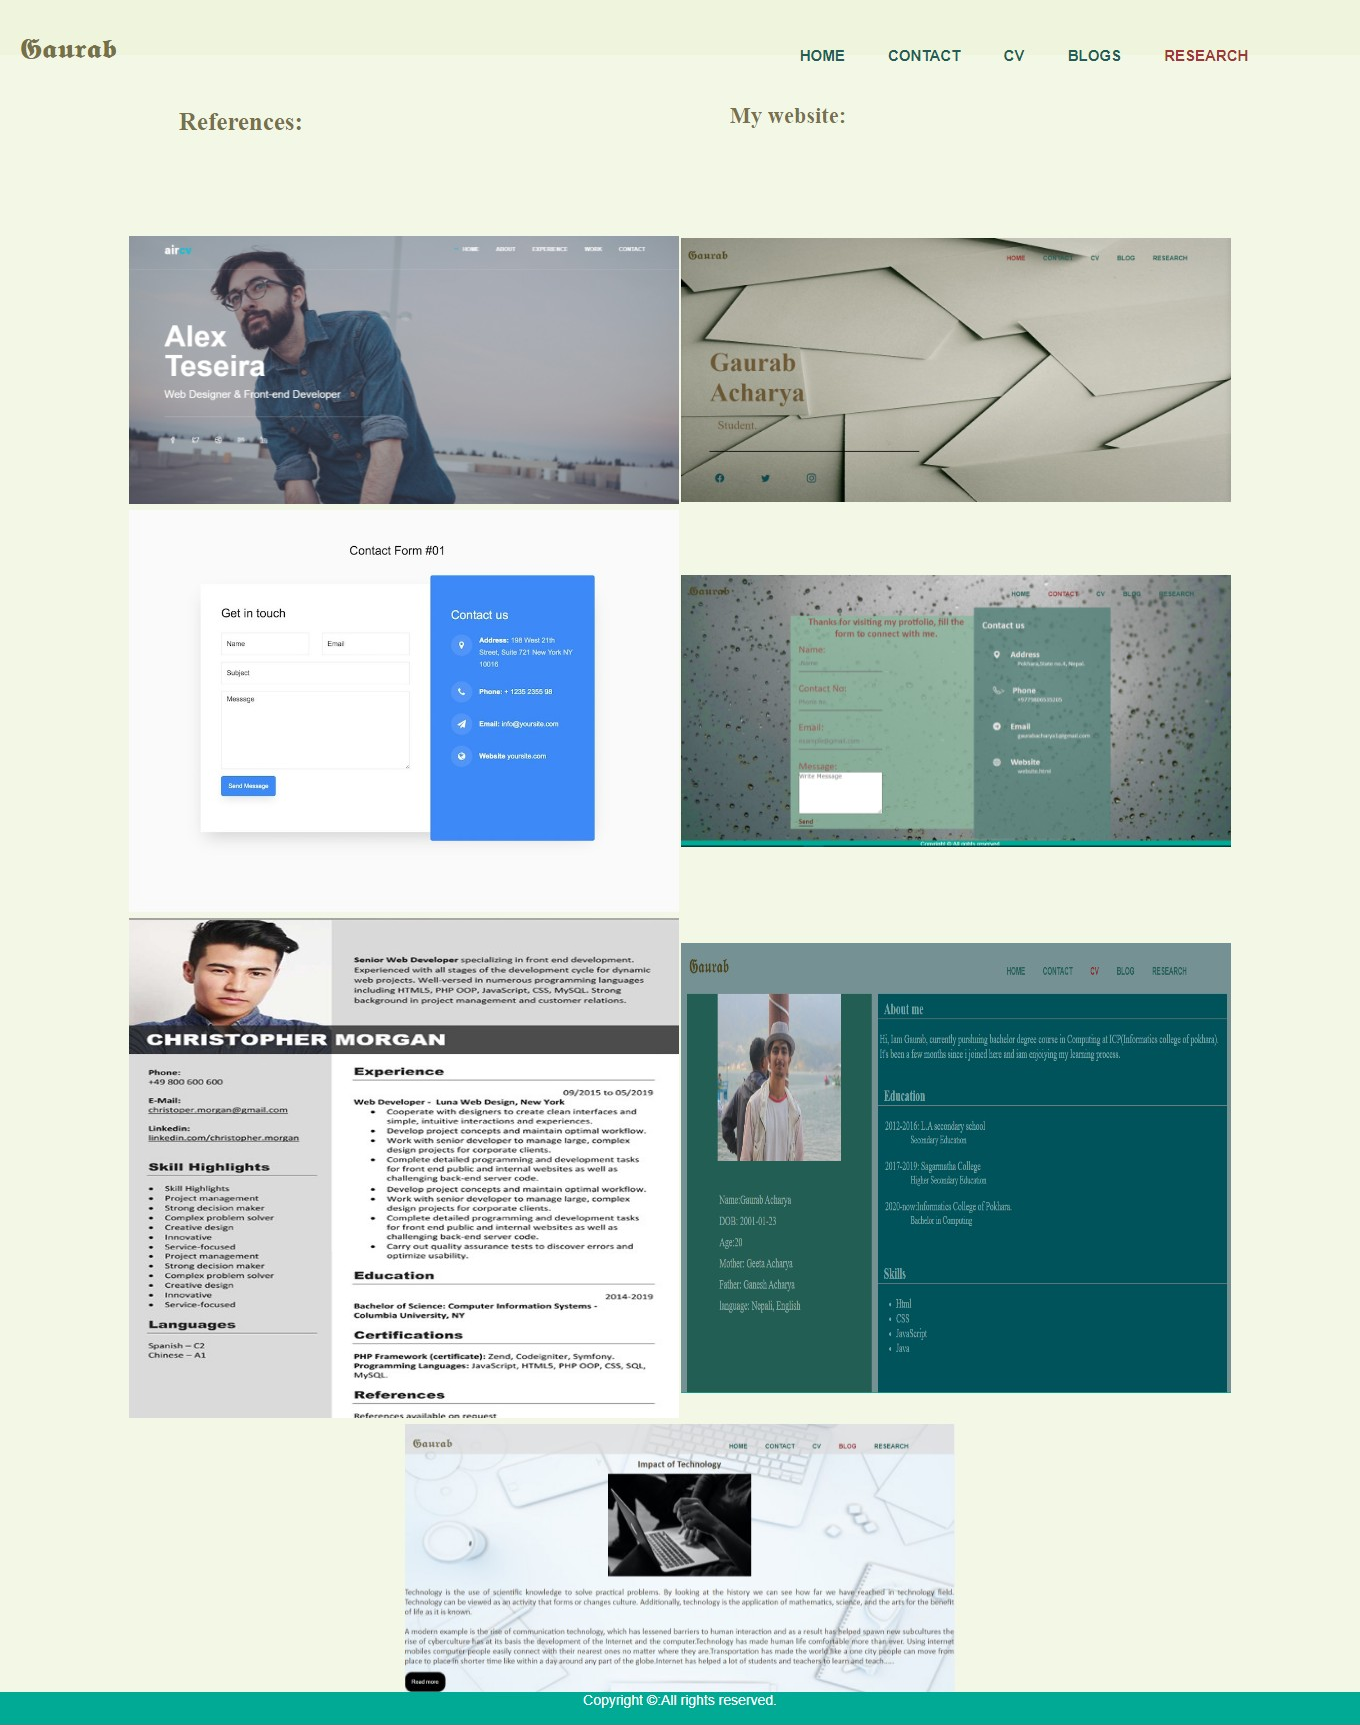 Gaurab
HOME CONTACT CV BLOGS RESEARCH
References:
My website:
aircv
HOME ABOUT EXPERIENCE WORK CONTACT
Alex
Teseira
Web Designer & Front-end Developer
Gaurab
HOME CONTACT CV BLOG RESEARCH
Gaurab
Acharya
Student.
Contact Form #01
Get in touch
Name Email
Subject
Message
Send Message
Contact us
Address: 198 West 21th
Street, Suite 721 New York NY
10016
Phone: + 1235 2355 98
Email: info@yoursite.com
Website yoursite.com
Gaurab
HOME CONTACT CV BLOG RESEARCH
Thanks for visiting my protfolio, fill the
form to connect with me.
Name:
Contact No:
Phone no.
Email:
example@gmail.com
Message:
Write Message
Send
Contact us
Address
Pokhara,State no.4, Nepal.
Phone
Email
Website
website.html
Copyright © All rights reserved
Senior Web Developer specializing in front end development.
Experienced with all stages of the development cycle for dynamic
web projects. Well-versed in numerous programming languages
including HTML5, PHP OOP, JavaScript, CSS, MySQL. Strong
background in project management and customer relations.
CHRISTOPHER MORGAN
Phone:
+49 800 600 600
E-Mail:
christoper.morgan@gmail.com
Linkedin:
linkedin.com/christopher.morgan
Skill Highlights
Skill Highlights
Project management
Strong decision maker
Complex problem solver
Creative design
Innovative
Service-focused
Project management
Strong decision maker
Complex problem solver
Creative design
Innovative
Service-focused
Languages
Spanish – C2
Chinese – A1
Experience
09/2015 to 05/2019
Web Developer - Luna Web Design, New York
Cooperate with designers to create clean interfaces and
simple, intuitive interactions and experiences.
Develop project concepts and maintain optimal workflow.
Work with senior developer to manage large, complex
design projects for corporate clients.
Complete detailed programming and development tasks
for front end public and internal websites as well as
challenging back-end server code.
Develop project concepts and maintain optimal workflow.
Work with senior developer to manage large, complex
design projects for corporate clients.
Complete detailed programming and development tasks
for front end public and internal websites as well as
challenging back-end server code.
Carry out quality assurance tests to discover errors and
optimize usability.
Education
2014-2019
Bachelor of Science: Computer Information Systems -
Columbia University, NY
Certifications
PHP Framework (certificate): Zend, Codeigniter, Symfony.
Programming Languages: JavaScript, HTML5, PHP OOP, CSS, SQL,
MySQL.
References
References available on request
Gaurab
HOME CONTACT CV BLOG RESEARCH
Name:Gaurab Acharya
DOB: 2001-01-23
Age:20
Mother: Geeta Acharya
Father: Ganesh Acharya
language: Nepali, English
About me
Hi, Iam Gaurab, currently purshuing bachelor degree course in Computing at ICP(Informatics college of pokhara).
It's been a few months since i joined here and iam enjoying my learning process.
Education
2012-2016: L.A secondary school
Secondary Education
2017-2019: Sagarmatha College
Higher Secondary Education
2020-now:Informatics College of Pokhara.
Bachelor in Computing
Skills
Html
CSS
JavaScript
Java
Gaurab
HOME CONTACT CV BLOG RESEARCH
Impact of Technology
Technology is the use of scientific knowledge to solve practical problems. By looking at the history we can see how far we have reached in technology field.
Technology can be viewed as an activity that forms or changes culture. Additionally, technology is the application of mathematics, science, and the arts for the benefit
of life as it is known.
A modern example is the rise of communication technology, which has lessened barriers to human interaction and as a result has helped spawn new subcultures the
rise of cyberculture has at its basis the development of the Internet and the computer.Technology has made human life comfortable more than ever. Using internet
mobiles computer people easily connect with their nearest ones no matter where they are.Transportation has made the world like a one city people can move from
place to place in shorter time like within a day around any part of the globe.Internet has helped a lot of students and teachers to learn and teach.....
Read more
Copyright ©:All rights reserved.